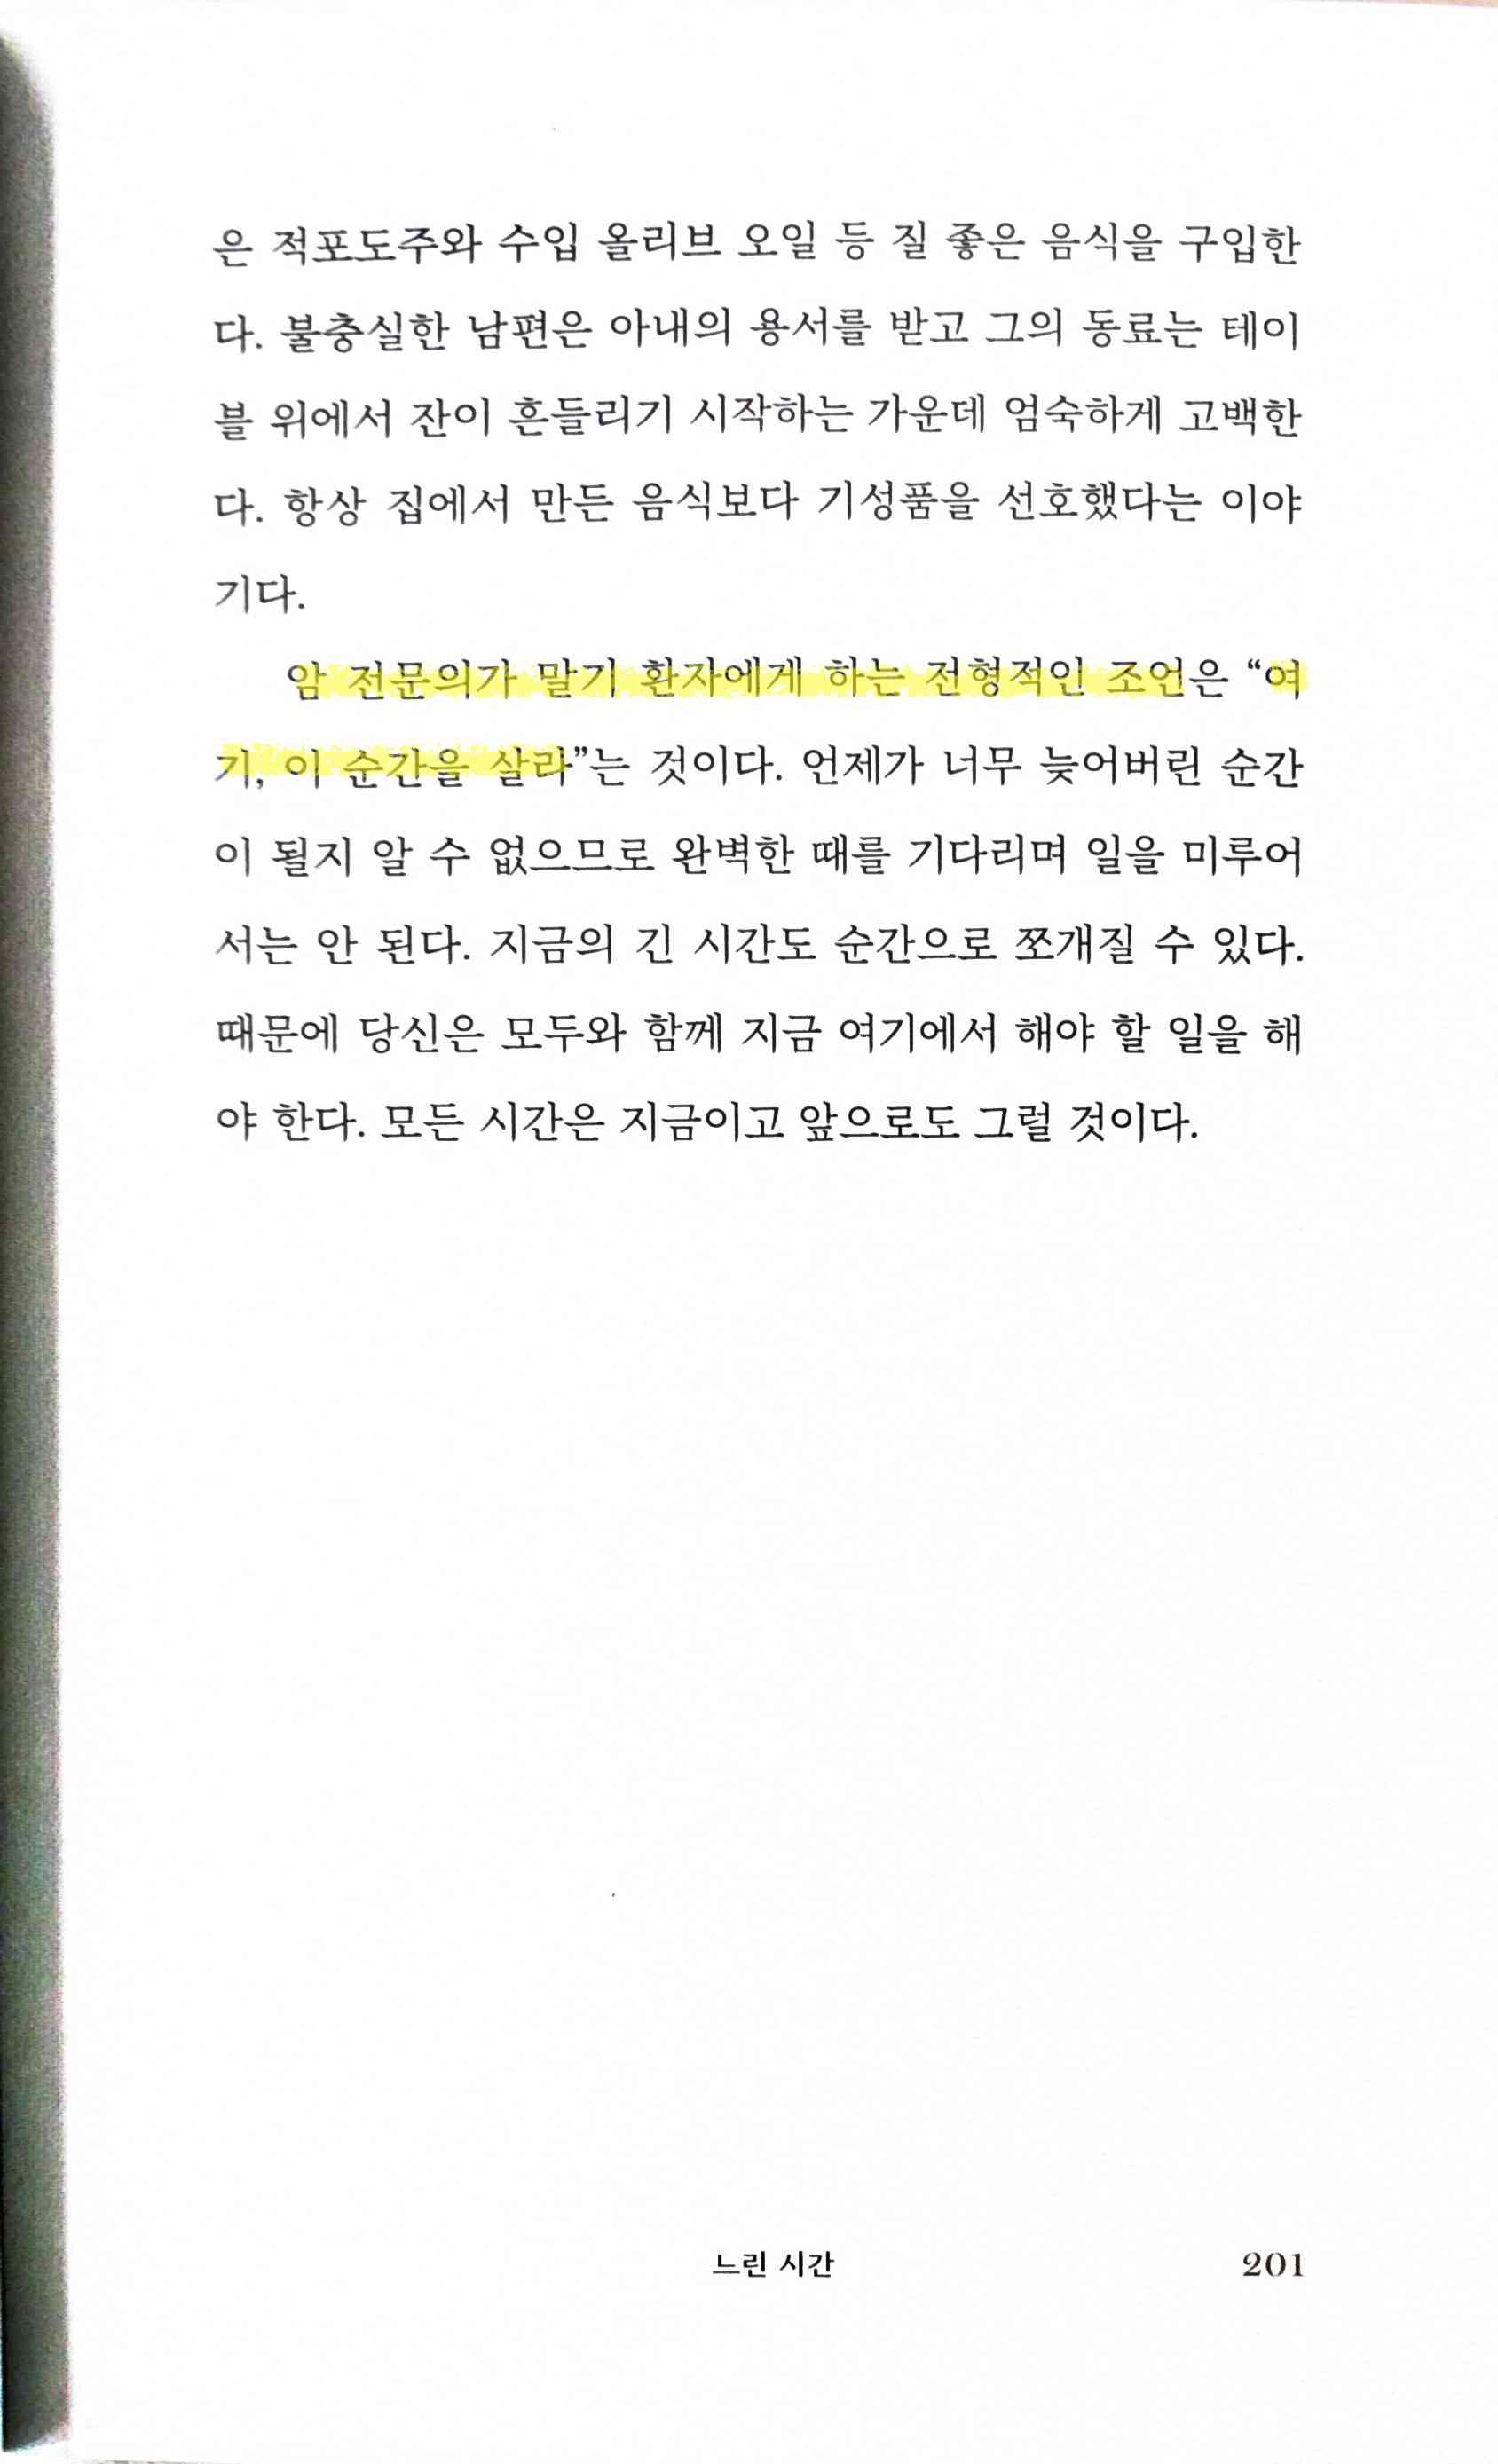 은 적포도주와 수입 올리브 오일 등 질 좋은 음식을 구입한
다. 불충실한 남편은 아내의 용서를 받고 그의 동료는 테이
블 위에서 잔이 흔들리기 시작하는 가운데 엄숙하게 고백한
다. 항상 집에서 만든 음식보다 기성품을 선호했다는 이야
기다.
암 전문의가 말기 환자에게 하는 전형적인 조언은 “여
기, 이 순간을 살라”는 것이다. 언제가 너무 늦어버린 순간
이 될지 알 수 없으므로 완벽한 때를 기다리며 일을 미루어
서는 안 된다. 지금의 긴 시간도 순간으로 쪼개질 수 있다.
때문에 당신은 모두와 함께 지금 여기에서 해야 할 일을 해
야 한다. 모든 시간은 지금이고 앞으로도 그럴 것이다.
느린 시간 201